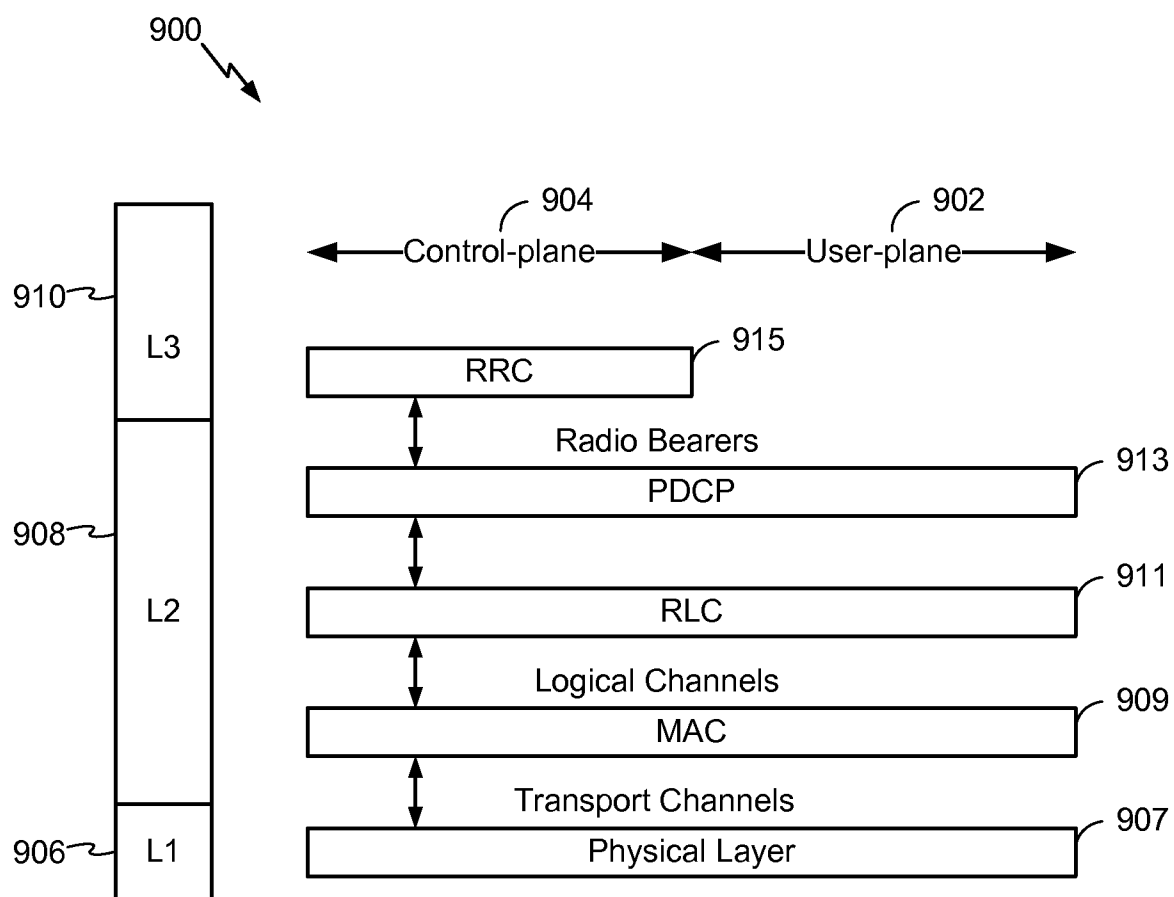 900
904
902
Control-plane
User-plane
910
L3
915
RRC
Radio Bearers
913
PDCP
908
L2
911
RLC
Logical Channels
909
MAC
Transport Channels
907
906
L1
Physical Layer